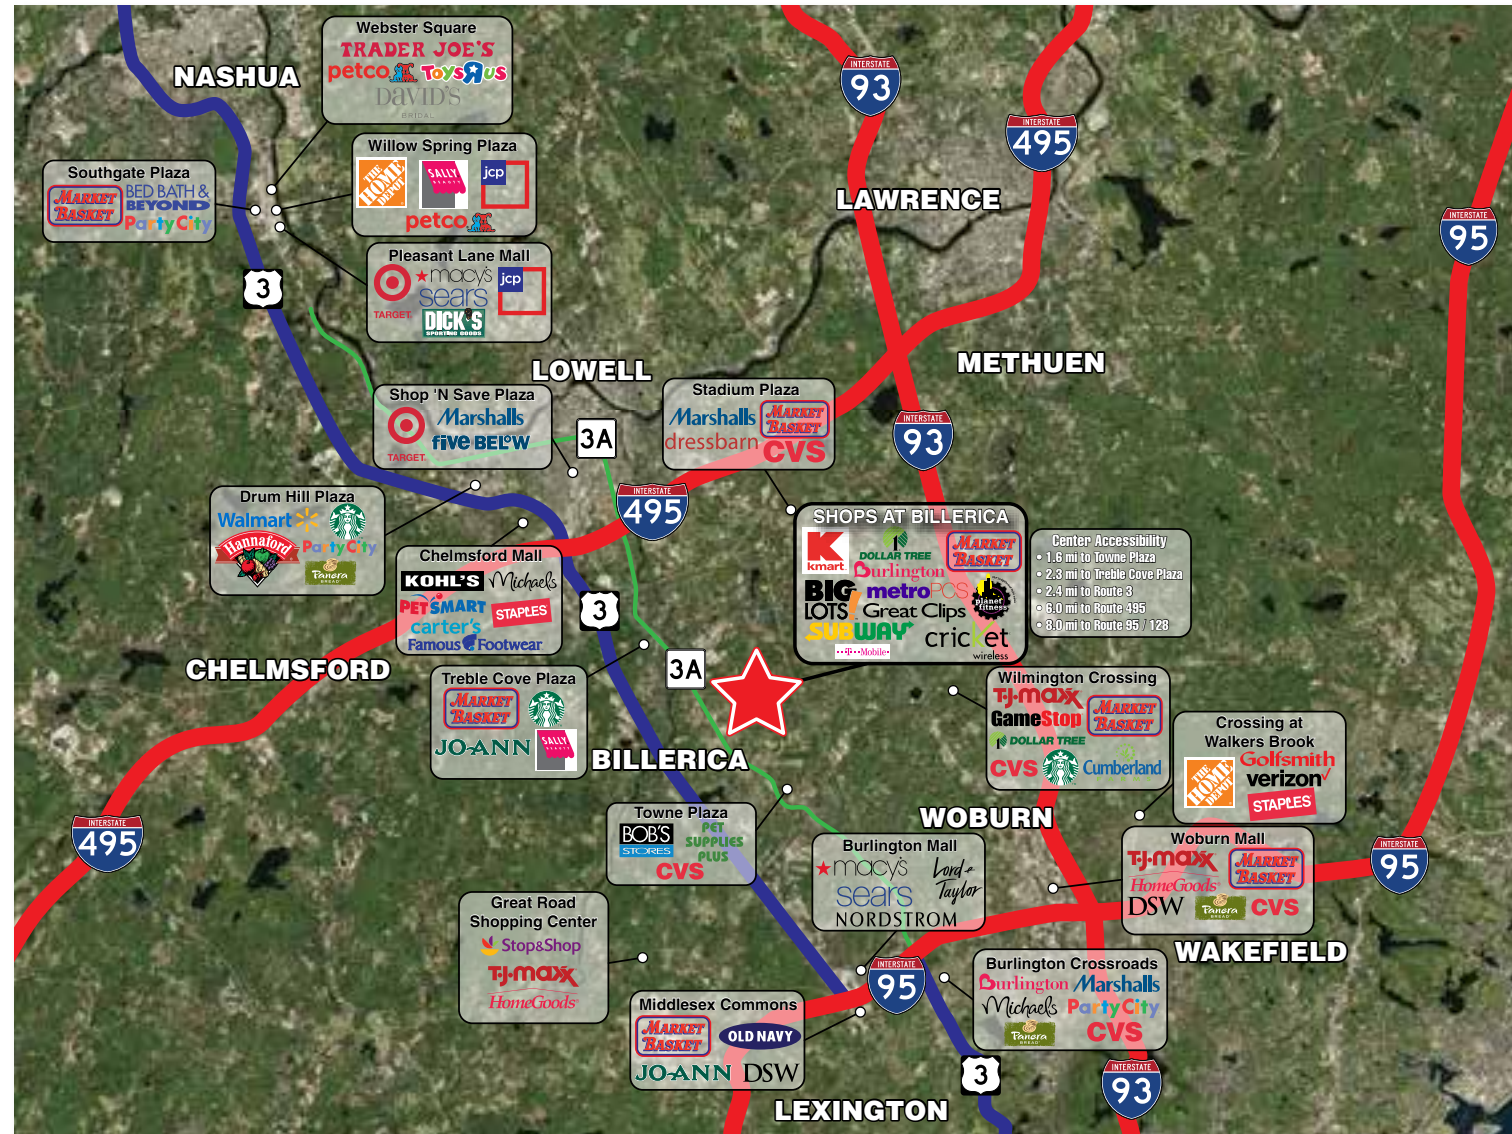 NASHUA
Webster Square
TRADER JOE'S
petco TOYS R US
DAVID'S
BRIDAL
Willow Spring Plaza
THE HOME DEPOT
SALLY BEAUTY
jcp
petco
Southgate Plaza
MARKET BASKET
BED BATH & BEYOND
Party City
Pleasant Lane Mall
TARGET
macy's
sears
jcp
DICK'S
SPORTING GOODS
3
INTERSTATE
93
INTERSTATE
495
LAWRENCE
INTERSTATE
95
METHUEN
LOWELL
Shop 'N Save Plaza
TARGET
Marshalls
five BELOW
3A
Stadium Plaza
Marshalls
MARKET BASKET
dressbarn
CVS
INTERSTATE
93
INTERSTATE
495
Drum Hill Plaza
Walmart
Hannaford
Party City
Panera
BREAD
Chelmsford Mall
KOHL'S Michaels
PETSMART
STAPLES
carter's
Famous Footwear
SHOPS AT BILLERICA
kmart
DOLLAR TREE
MARKET BASKET
Burlington
BIG LOTS!
metroPCS
planet fitness
Great Clips
SUBWAY
cricket
wireless
T-Mobile
Center Accessibility
• 1.6 mi to Towne Plaza
• 2.3 mi to Treble Cove Plaza
• 2.4 mi to Route 3
• 6.0 mi to Route 495
• 8.0 mi to Route 95 / 128
3
CHELMSFORD
3A
Treble Cove Plaza
MARKET BASKET
JO-ANN
SALLY BEAUTY
BILLERICA
Wilmington Crossing
T.J.maxx
GameStop
MARKET BASKET
DOLLAR TREE
CVS
Cumberland
Crossing at
Walkers Brook
THE HOME DEPOT
Golfsmith
verizon
STAPLES
INTERSTATE
495
Towne Plaza
BOB'S
STORES
PET SUPPLIES PLUS
CVS
WOBURN
Burlington Mall
macy's
Lord & Taylor
sears
NORDSTROM
Woburn Mall
T.J.maxx
MARKET BASKET
HomeGoods
DSW
Panera
BREAD
CVS
INTERSTATE
95
Great Road
Shopping Center
Stop&Shop
T.J.maxx
HomeGoods
WAKEFIELD
INTERSTATE
95
Burlington Crossroads
Burlington Marshalls
Michaels Party City
Panera
BREAD
CVS
Middlesex Commons
MARKET BASKET
OLD NAVY
JO-ANN DSW
3
INTERSTATE
93
LEXINGTON